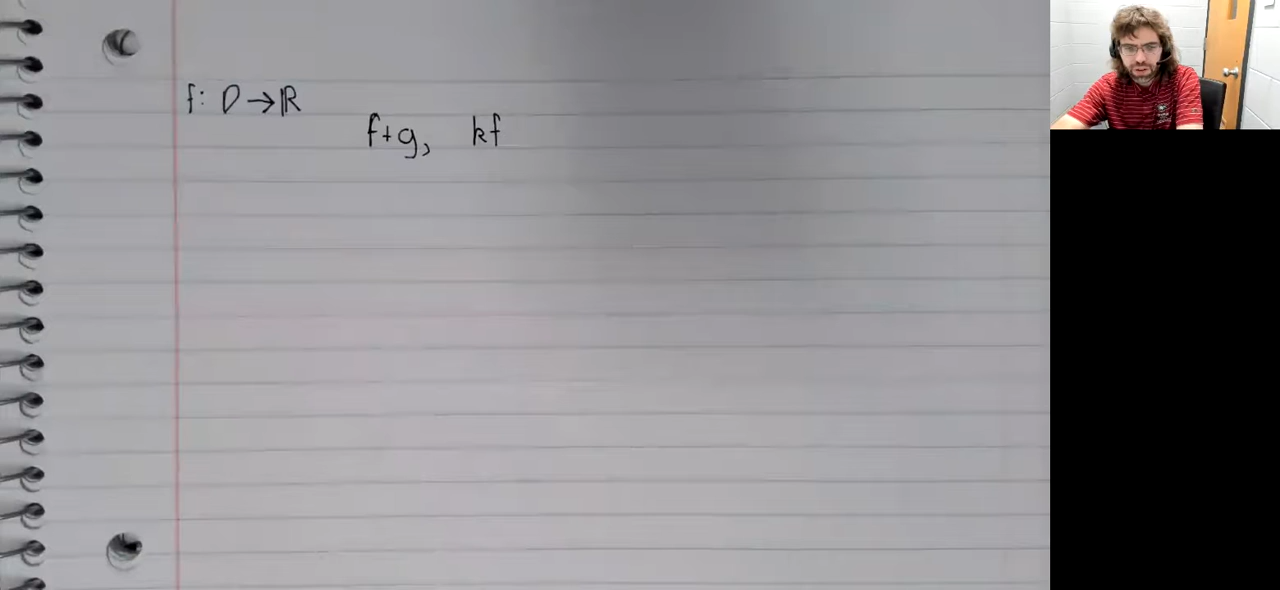 f: D→ℝ
f+g, kf